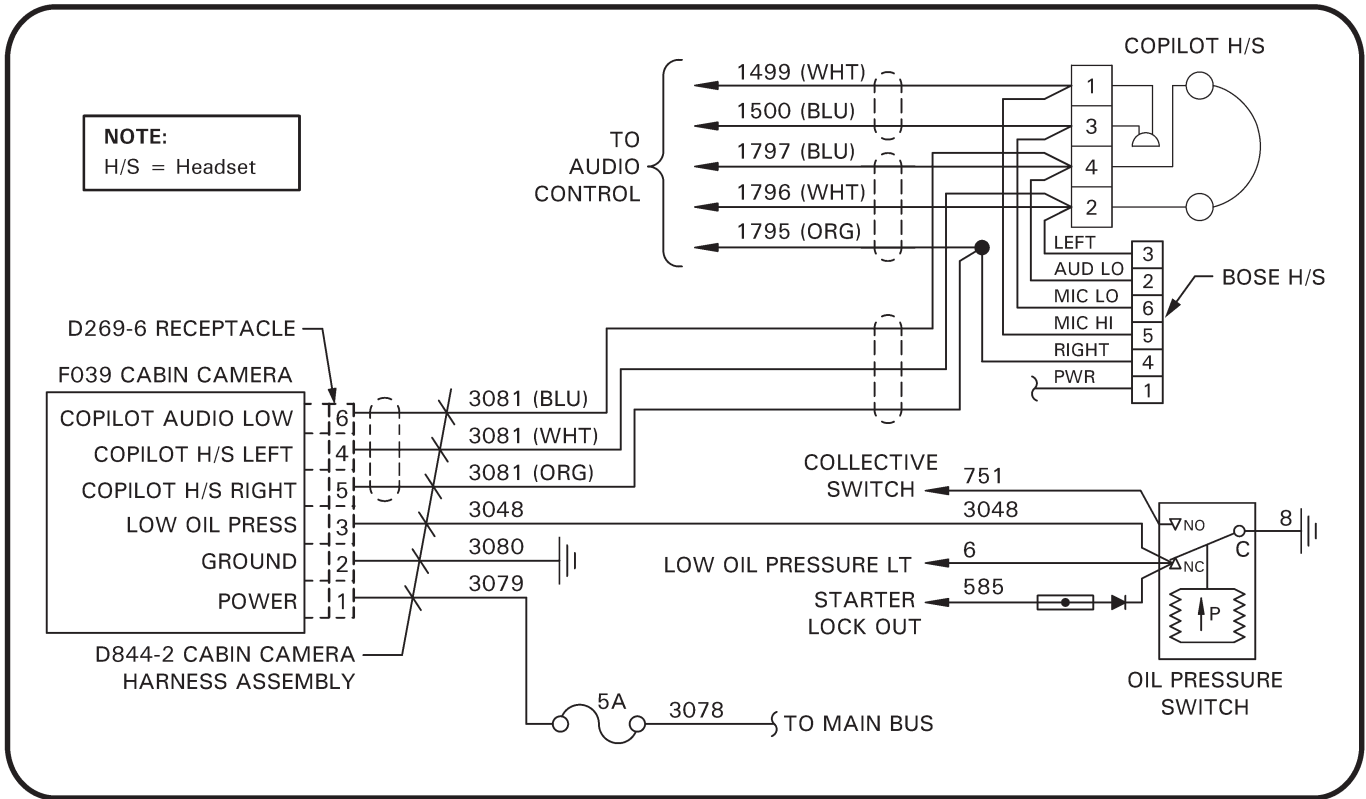 COPILOT H/S
NOTE:
H/S = Headset
TO
AUDIO
CONTROL
1499 (WHT)
1500 (BLU)
1797 (BLU)
1796 (WHT)
1795 (ORG)
1
3
4
2
LEFT
AUD LO
MIC LO
MIC HI
RIGHT
PWR
3
2
6
5
4
1
BOSE H/S
D269-6 RECEPTACLE
F039 CABIN CAMERA
COPILOT AUDIO LOW
COPILOT H/S LEFT
COPILOT H/S RIGHT
LOW OIL PRESS
GROUND
POWER
6
4
5
3
2
1
3081 (BLU)
3081 (WHT)
3081 (ORG)
3048
3080
3079
D844-2 CABIN CAMERA
HARNESS ASSEMBLY
5A
3078
TO MAIN BUS
COLLECTIVE
SWITCH
751
3048
LOW OIL PRESSURE LT
6
STARTER
LOCK OUT
585
NO
NC
C
8
P
OIL PRESSURE
SWITCH